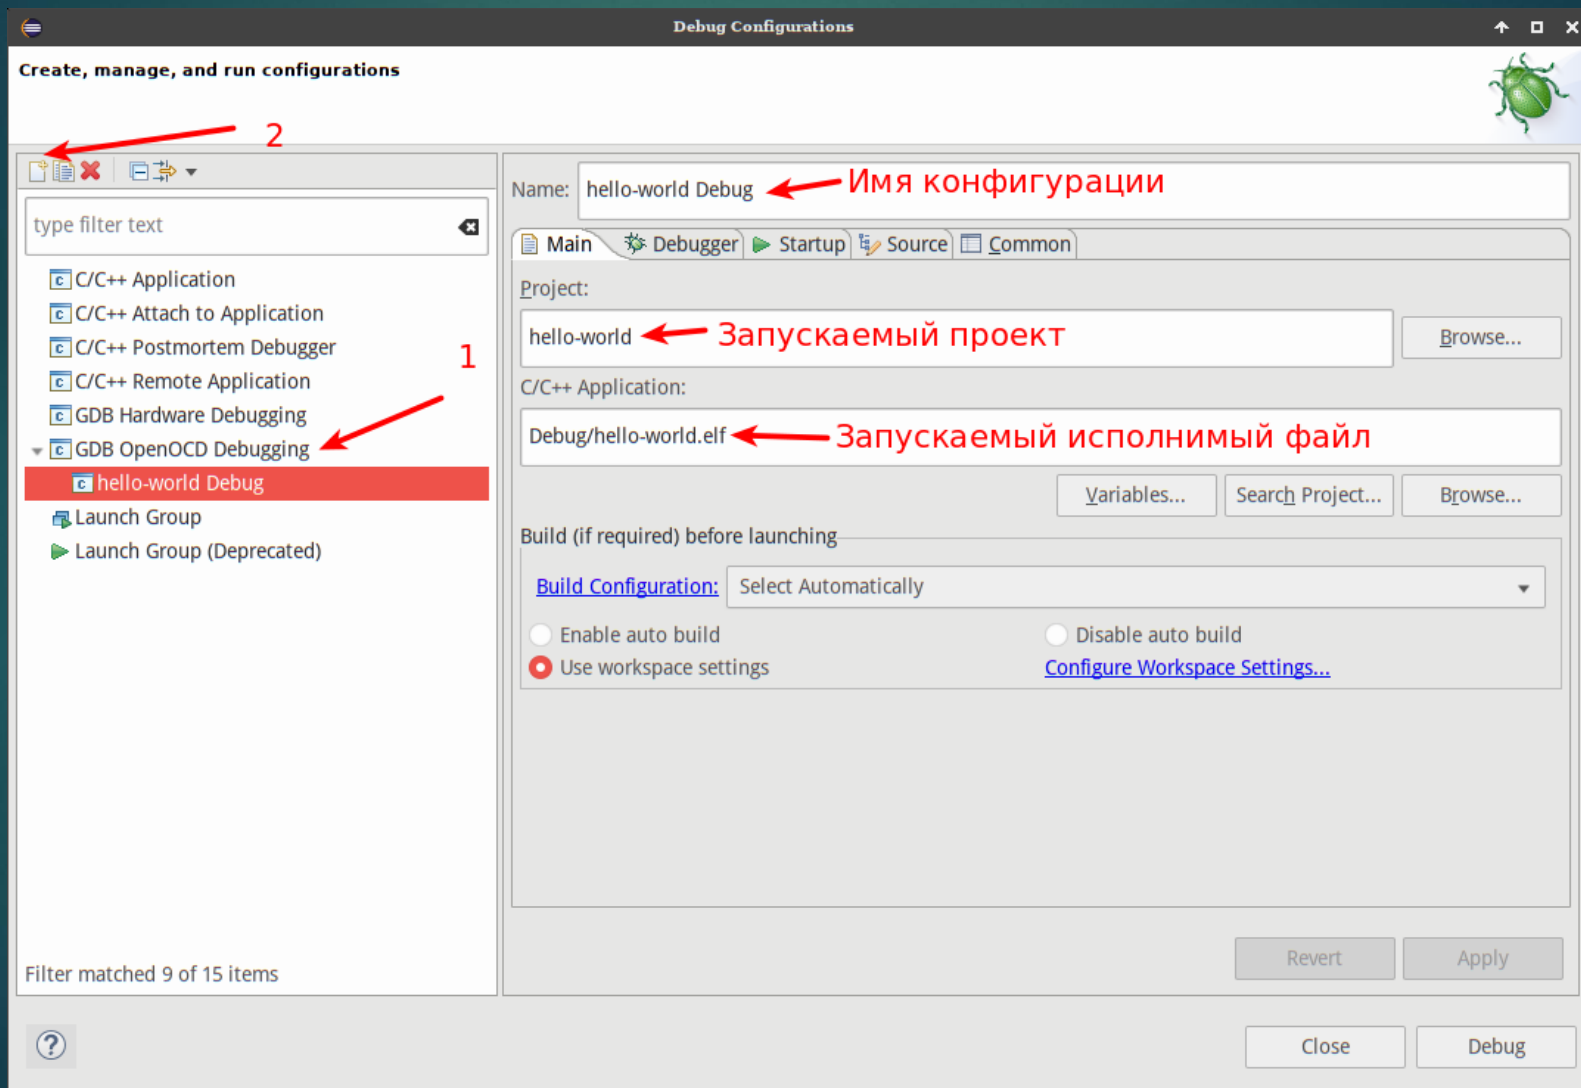 Debug Configurations
Create, manage, and run configurations
2
type filter text
C/C++ Application
C/C++ Attach to Application
C/C++ Postmortem Debugger
1
C/C++ Remote Application
GDB Hardware Debugging
GDB OpenOCD Debugging
hello-world Debug
Launch Group
Launch Group (Deprecated)
Filter matched 9 of 15 items
Name: hello-world Debug Имя конфигурации
Main Debugger Startup Source Common
Project:
hello-world Запускаемый проект Browse...
C/C++ Application:
Debug/hello-world.elf Запускаемый исполнимый файл
Variables... Search Project... Browse...
Build (if required) before launching
Build Configuration: Select Automatically
Enable auto build Disable auto build
Use workspace settings Configure Workspace Settings...
Revert Apply
Close Debug